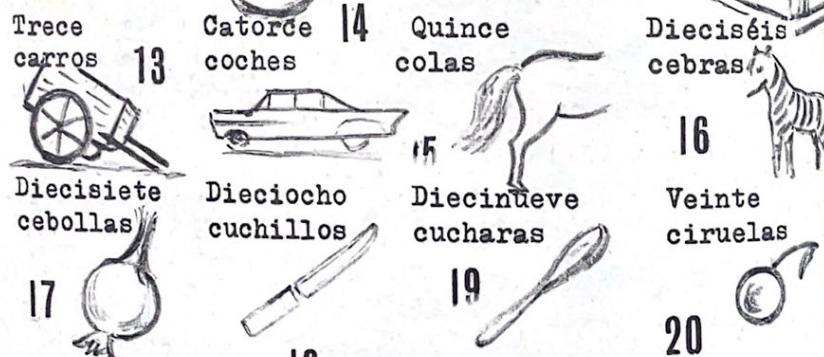 Trece
carros
13
Catorce
coches
14
Quince
colas
15
Dieciséis
cebras
16
Diecisiete
cebollas
17
Dieciocho
cuchillos
Diecinueve
cucharas
19
Veinte
ciruelas
20